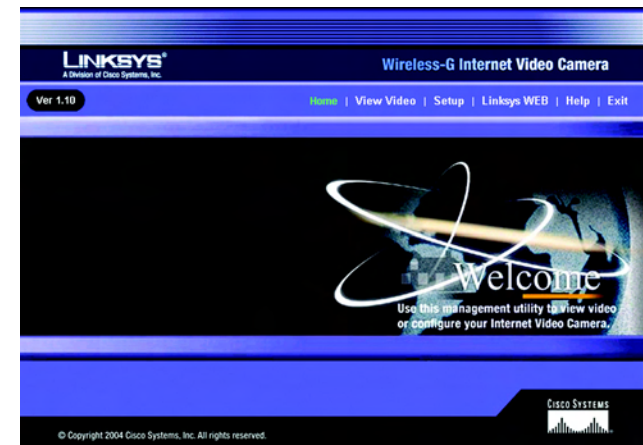 LINKSYS®
A Division of Cisco Systems, Inc.
Wireless-G Internet Video Camera
Ver 1.10
Home | View Video | Setup | Linksys WEB | Help | Exit
Welcome
Use this management utility to view video
or configure your Internet Video Camera.
CISCO SYSTEMS
© Copyright 2004 Cisco Systems, Inc. All rights reserved.